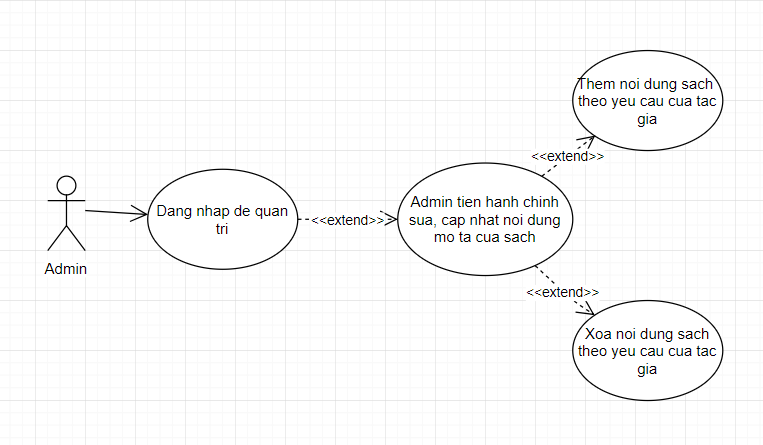 Them noi dung sach
theo yeu cau cua tac
gia
<<extend>>
Admin tien hanh chinh
sua, cap nhat noi dung
mo ta cua sach
Dang nhap de quan
tri
<<extend>>
Admin
<<extend>>
Xoa noi dung sach
theo yeu cau cua tac
gia